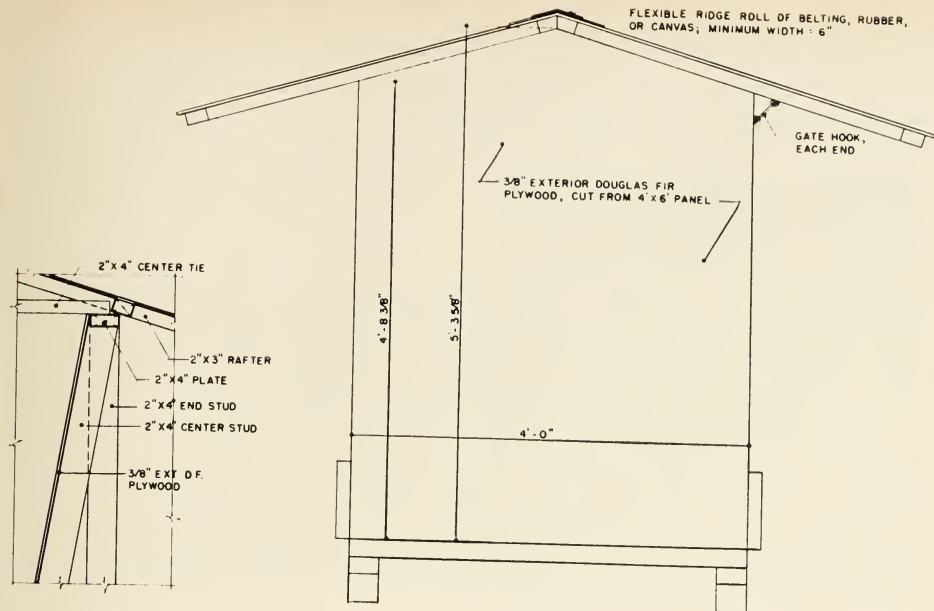 FLEXIBLE RIDGE ROLL OF BELTING, RUBBER,
OR CANVAS; MINIMUM WIDTH : 6"
GATE HOOK,
EACH END
3/8" EXTERIOR DOUGLAS FIR
PLYWOOD, CUT FROM 4'X6' PANEL
2"X4" CENTER TIE
4'-8 3/8"
5'-3 5/8"
2"X3" RAFTER
2"X4" PLATE
2"X4" END STUD
2"X4" CENTER STUD
4'-0"
3/8" EXT D.F.
PLYWOOD